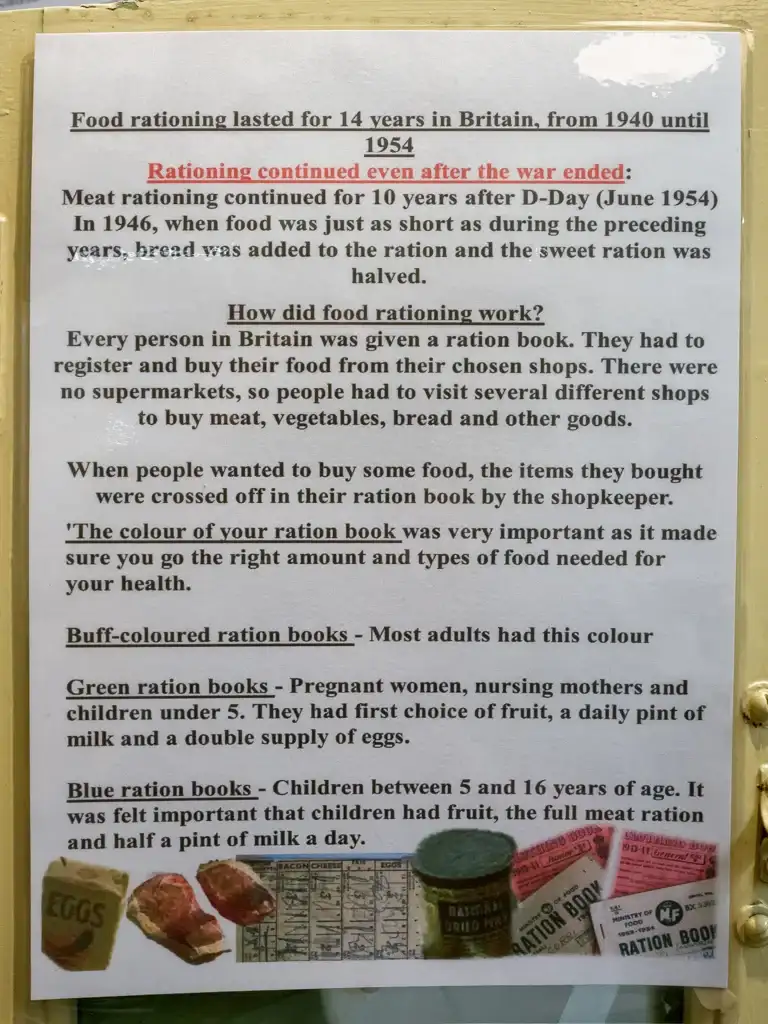 Food rationing lasted for 14 years in Britain, from 1940 until
1954
Rationing continued even after the war ended:
Meat rationing continued for 10 years after D-Day (June 1954)
In 1946, when food was just as short as during the preceding
years, bread was added to the ration and the sweet ration was
halved.
How did food rationing work?
Every person in Britain was given a ration book. They had to
register and buy their food from their chosen shops. There were
no supermarkets, so people had to visit several different shops
to buy meat, vegetables, bread and other goods.
When people wanted to buy some food, the items they bought
were crossed off in their ration book by the shopkeeper.
'The colour of your ration book was very important as it made
sure you go the right amount and types of food needed for
your health.
Buff-coloured ration books - Most adults had this colour
Green ration books - Pregnant women, nursing mothers and
children under 5. They had first choice of fruit, a daily pint of
milk and a double supply of eggs.
Blue ration books - Children between 5 and 16 years of age. It
was felt important that children had fruit, the full meat ration
and half a pint of milk a day.
EGGS
BACON CHEESE EGGS
RATION BOOK
MINISTRY OF
FOOD
1953-1954
MF
RATION BOOK